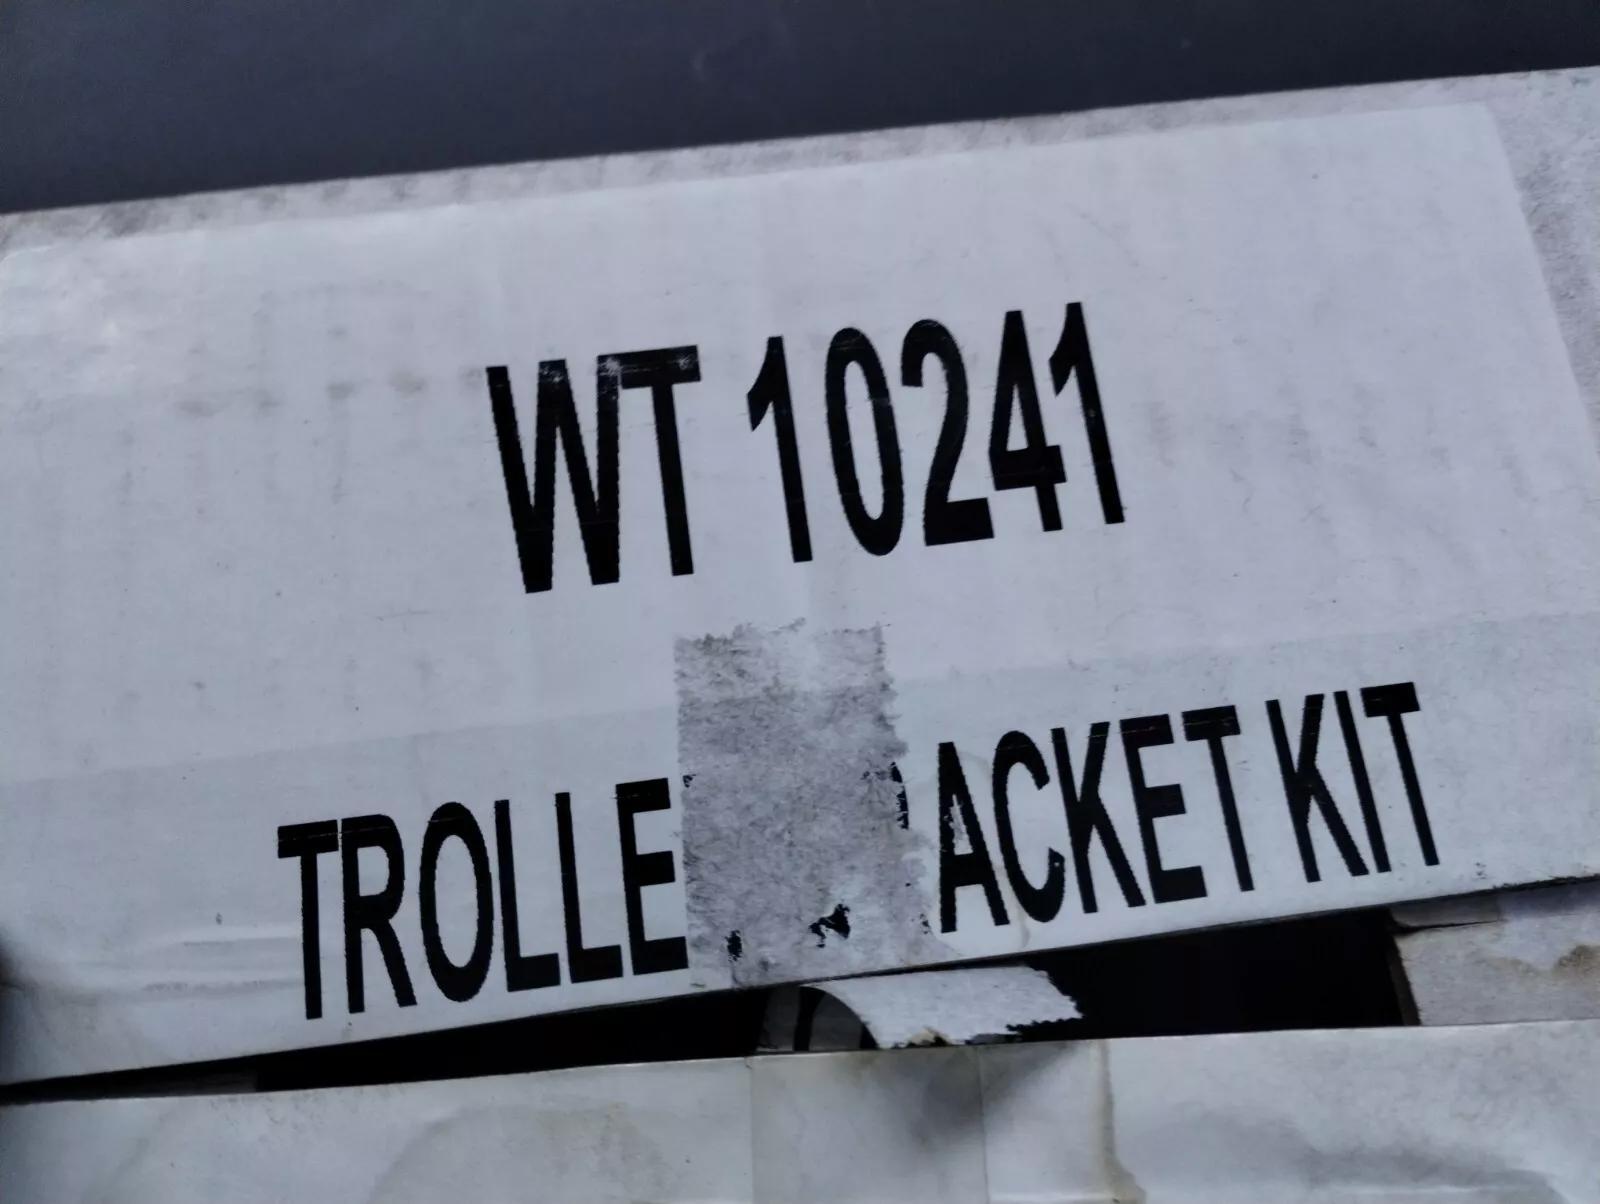 WT 10241
TROLLE ACKET KIT